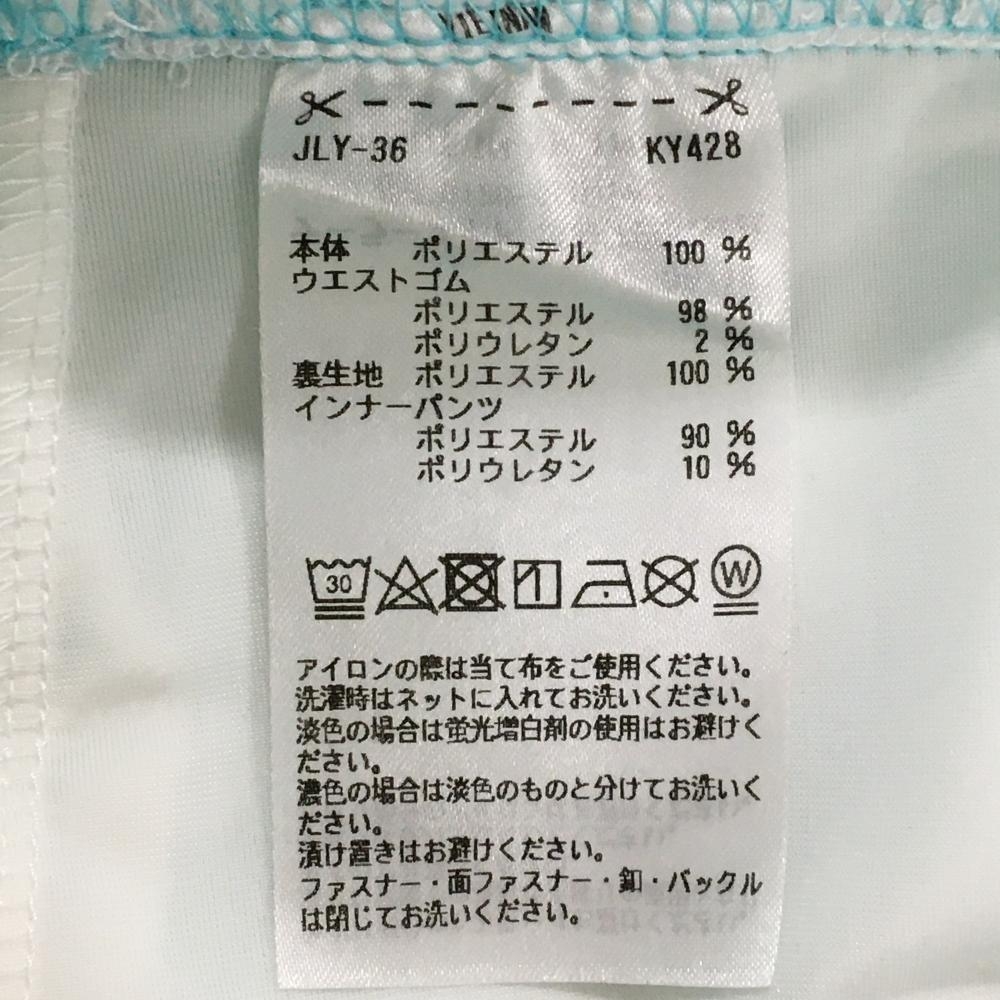 JLY-36 KY428
本体 ポリエステル 100 %
ウエストゴム
ポリエステル 98 %
ポリウレタン 2 %
裏生地 ポリエステル 100 %
インナーパンツ
ポリエステル 90 %
ポリウレタン 10 %
30 W
アイロンの際は当て布をご使用ください。
洗濯時はネットに入れてお洗いください。
淡色の場合は蛍光増白剤の使用はお避けく
ださい。
濃色の場合は淡色のものと分けてお洗いく
ださい。
漬け置きはお避けください。
ファスナー・面ファスナー・釦・バックル
は閉じてお洗いください。